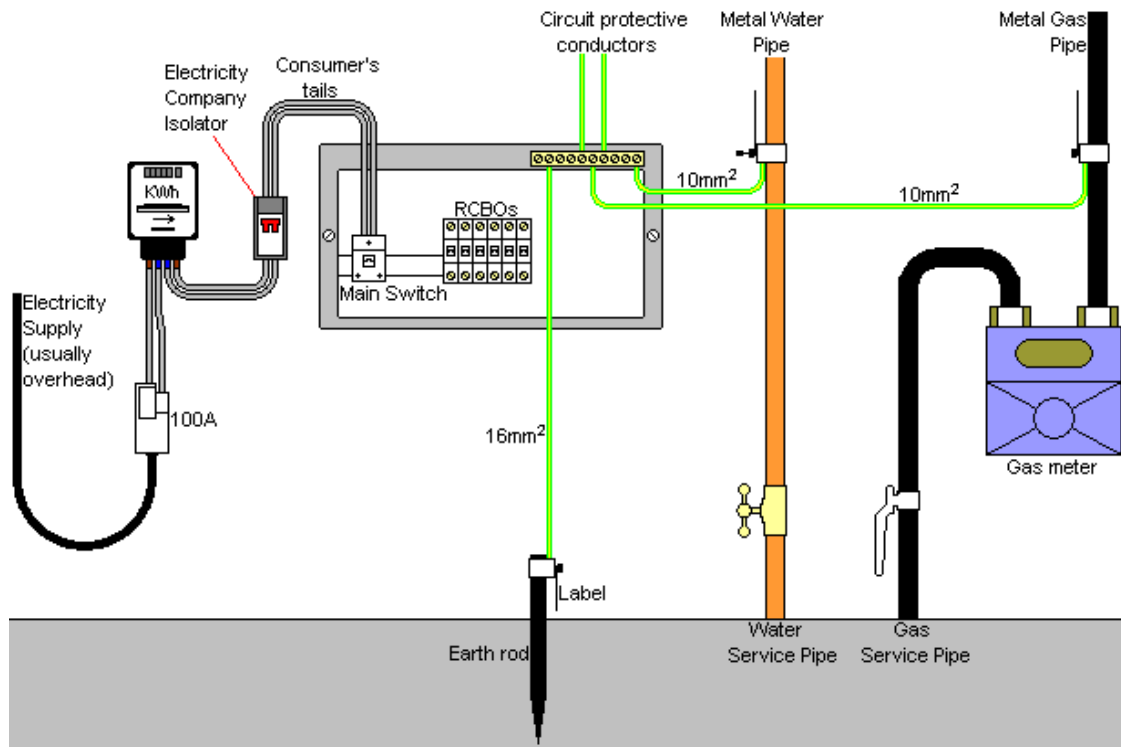 Circuit protective
conductors
Metal Water
Pipe
Metal Gas
Pipe
Electricity
Company
Isolator
Consumer's
tails
KWh
10mm²
10mm²
RCBOs
Main Switch
Electricity
Supply
(usually
overhead)
100A
16mm²
Gas meter
Label
Earth rod
Water
Service Pipe
Gas
Service Pipe